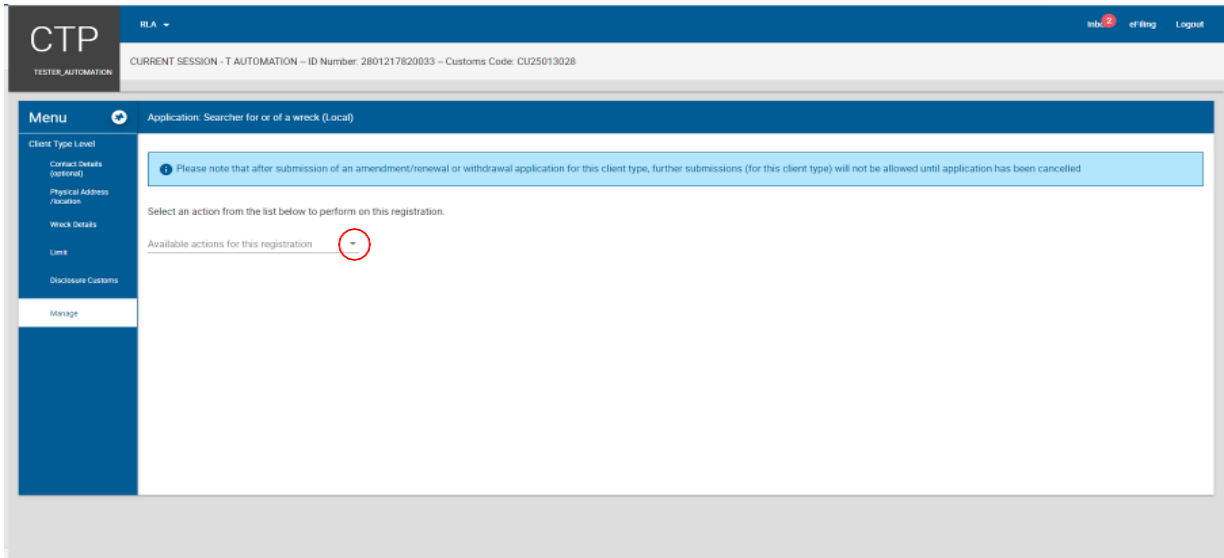 CTP
TESTER_AUTOMATION
RLA
Inbo 2
eFiling
Logout
CURRENT SESSION - T AUTOMATION – ID Number: 2801217820033 – Customs Code: CU25013028
Menu
Application: Searcher for or of a wreck (Local)
Client Type Level
Contact Details
(optional)
Physical Address
/location
Wreck Details
Limit
Disclosure Customs
Manage
Please note that after submission of an amendment/renewal or withdrawal application for this client type, further submissions (for this client type) will not be allowed until application has been cancelled
Select an action from the list below to perform on this registration.
Available actions for this registration